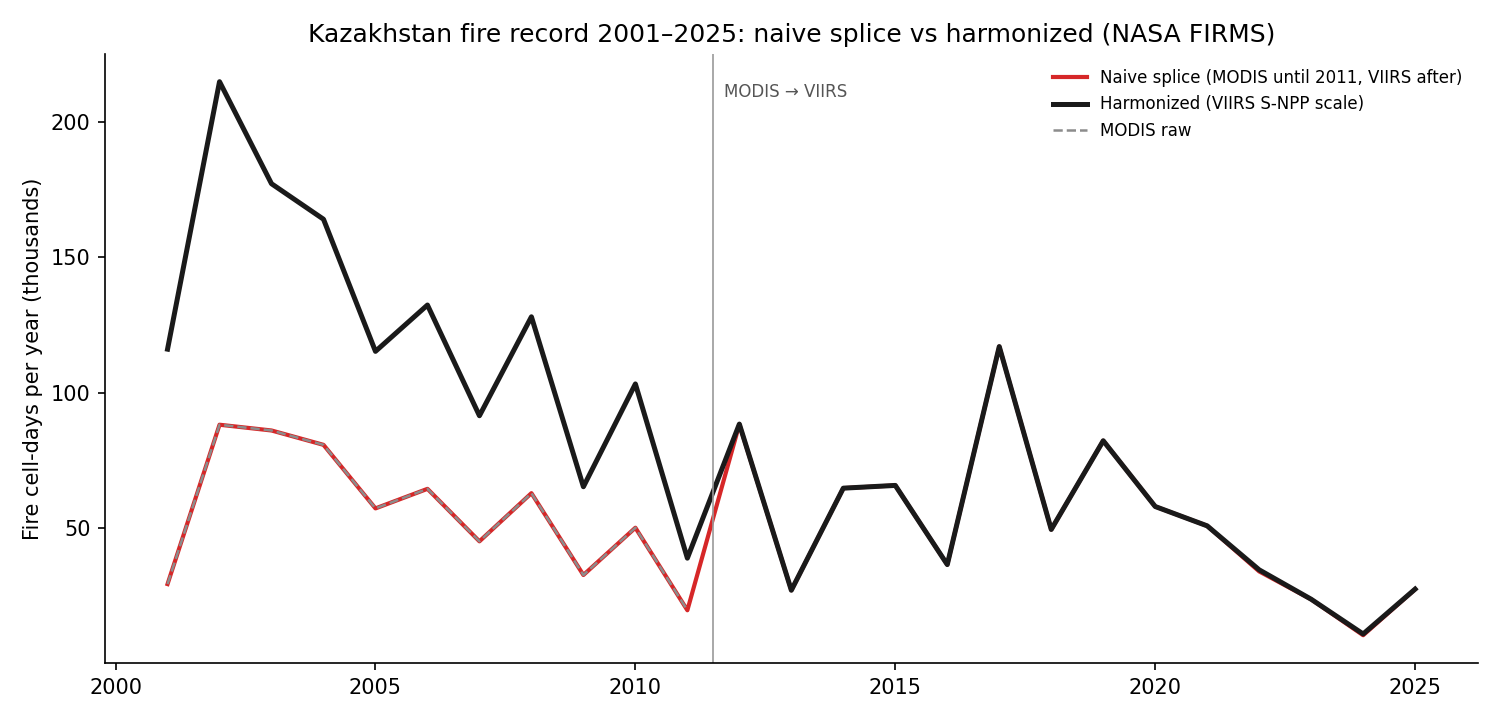 Kazakhstan fire record 2001–2025: naive splice vs harmonized (NASA FIRMS)
MODIS → VIIRS
Naive splice (MODIS until 2011, VIIRS after)
Harmonized (VIIRS S-NPP scale)
MODIS raw
Fire cell-days per year (thousands)
200
150
100
50
2000
2005
2010
2015
2020
2025